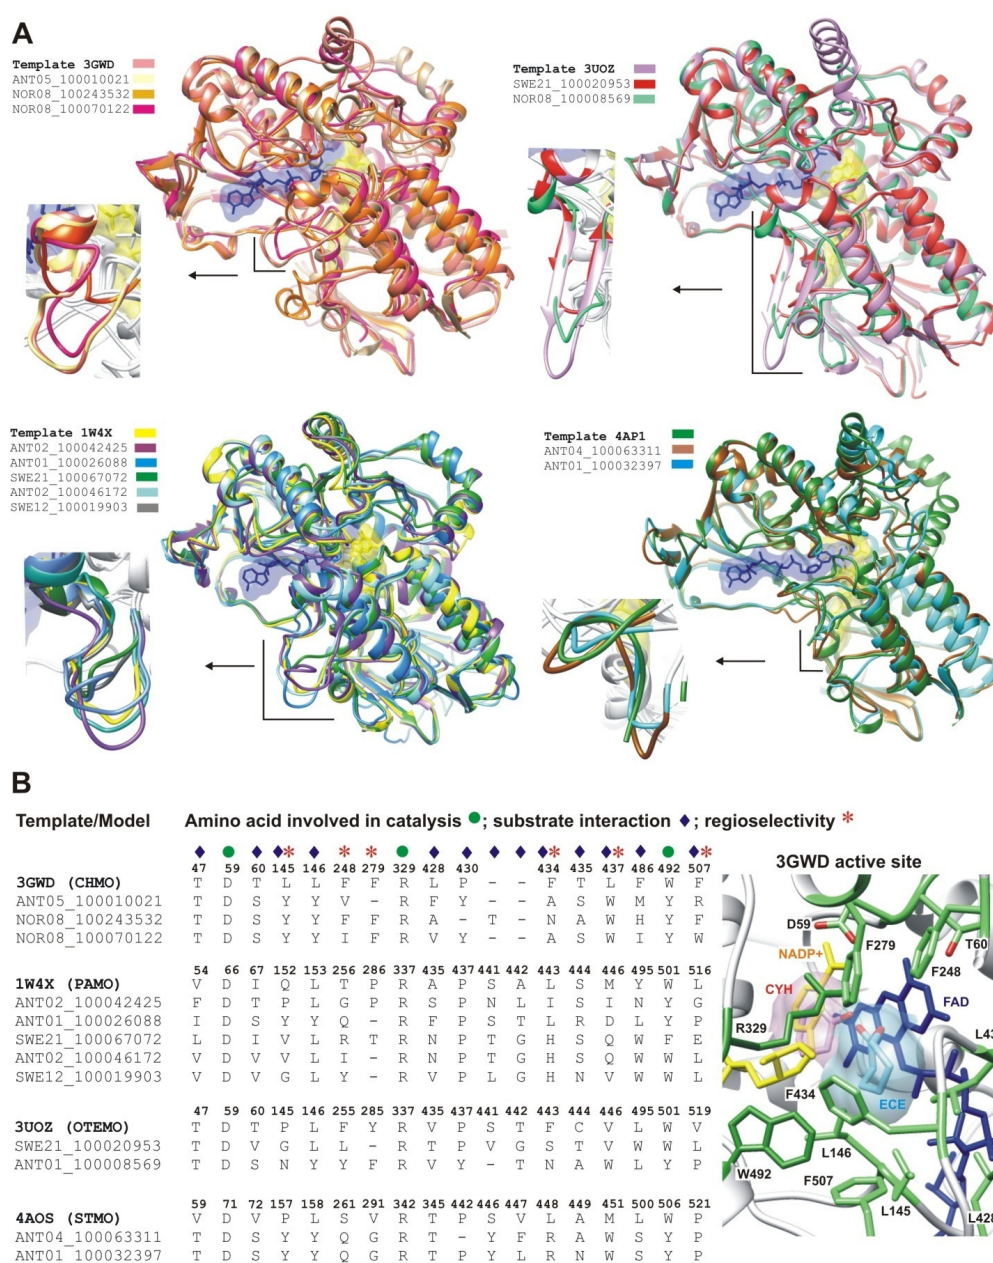 A
Template 3GWD
ANT05_100010021
NOR08_100243532
NOR08_100070122
Template 3UOZ
SWE21_100020953
NOR08_100008569
Template 1W4X
ANT02_100042425
ANT01_100026088
SWE21_100067072
ANT02_100046172
SWE12_100019903
Template 4AP1
ANT04_100063311
ANT01_100032397
B
Template/Model Amino acid involved in catalysis ●; substrate interaction ♦; regioselectivity *
47 59 60 145 146 248 279 329 428 430 434 435 437 486 492 507
3GWD (CHMO) T D T L L F F R L P - - F T L F W F
ANT05_100010021 T D S Y Y V - R F Y - - A S W M Y R
NOR08_100243532 T D S Y Y F F R A - T - N A W H Y F
NOR08_100070122 T D S Y Y I F R V Y - - A S W I Y W
54 66 67 152 153 256 286 337 435 437 441 442 443 444 446 495 501 516
1W4X (PAMO) V D I Q L T P R A P S A L S M Y W L
ANT02_100042425 F D T P L G P R S P N L I S I N Y G
ANT01_100026088 I D S Y Y Q - R F P S T L R D L Y P
SWE21_100067072 L D I V L R T R N P T G H S Q W F E
ANT02_100046172 V D V V L I - R N P T G H S Q W W L
SWE12_100019903 V D V G L Y - R V P L G H N V W W L
47 59 60 145 146 255 285 337 435 437 441 442 443 444 446 495 501 519
3UOZ (OTEMO) T D T P L F Y R V P S T F C V L W V
SWE21_100020953 T D V G L L - R T P V G S T V W W L
ANT01_100008569 T D S N Y Y F R V Y - T N A W L Y P
59 71 72 157 158 261 291 342 345 442 446 447 448 449 451 500 506 521
4AOS (STMO) V D V P L S V R T P S V L A M L W P
ANT04_100063311 T D S Y Y Q G R T - Y F R A W S Y P
ANT01_100032397 T D S Y Y Q G R T P Y L R N W S Y P
3GWD active site
D59
F279
T60
NADP+
F248
CYH
FAD
R329
L43
F434
ECE
W492
L146
F507
L145
L428